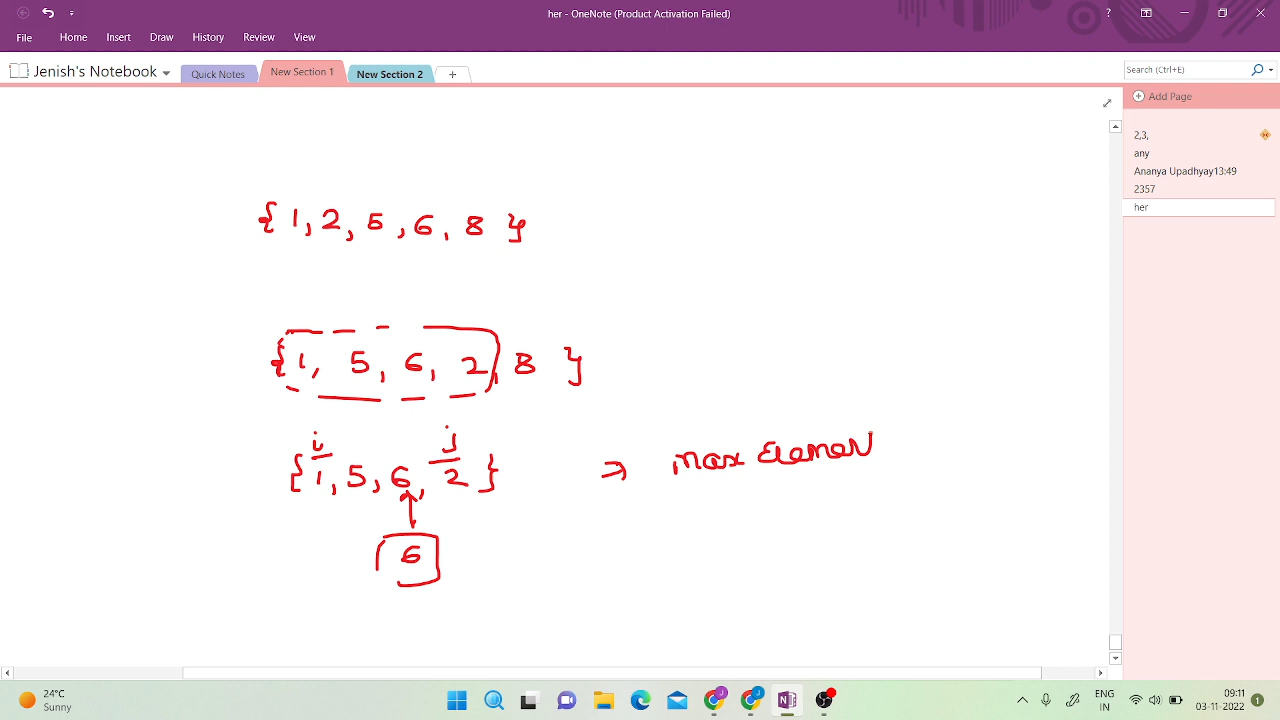 her - OneNote (Product Activation Failed)
File Home Insert Draw History Review View
Jenish's Notebook Quick Notes New Section 1 New Section 2
Search (Ctrl+E)
Add Page
2,3,
any
Ananya Upadhyay13:49
2357
her
{ 1, 2, 5, 6, 8 }
{ 1, 5, 6, 2, 8 }
i j
{ 1, 5, 6, 2 } ⇒ max Element
6
24°C
Sunny
ENG
IN
09:11
03-11-2022
1